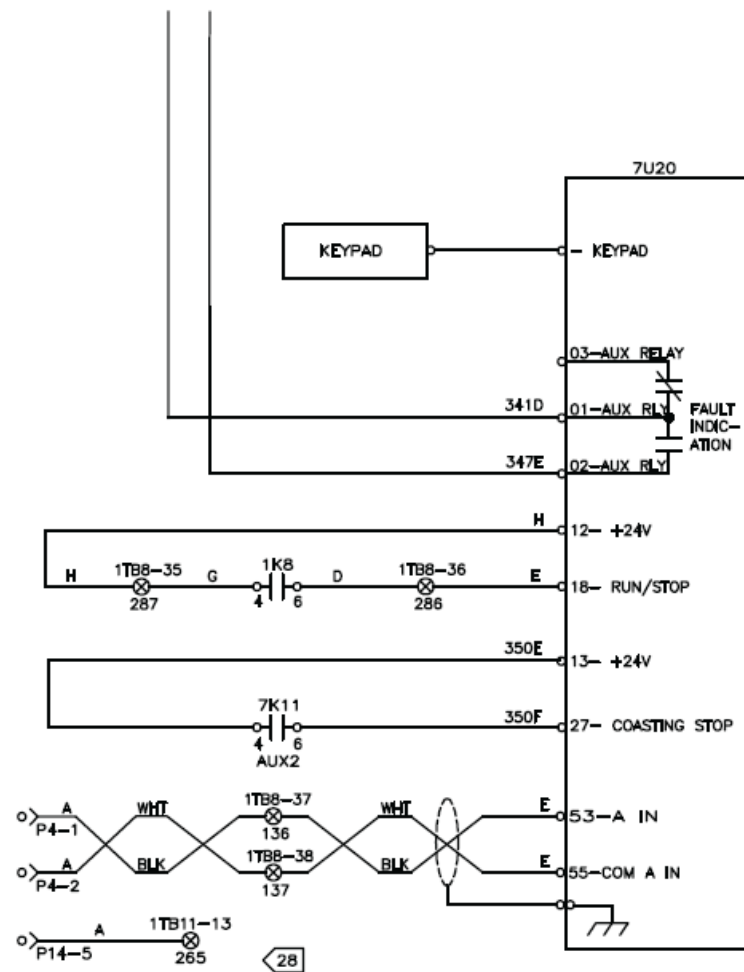 7U20
KEYPAD
- KEYPAD
03-AUX RELAY
341D
01-AUX RLY
FAULT
INDIC-
ATION
347E
02-AUX RLY
H
12- +24V
H
1TB8-35
287
G
1K8
4
6
D
1TB8-36
286
E
18- RUN/STOP
350E
13- +24V
7K11
4
6
AUX2
350F
27- COASTING STOP
P4-1
A
WHT
1TB8-37
136
WHT
E
53-A IN
P4-2
A
BLK
1TB8-38
137
BLK
E
55-COM A IN
P14-5
A
1TB11-13
265
28